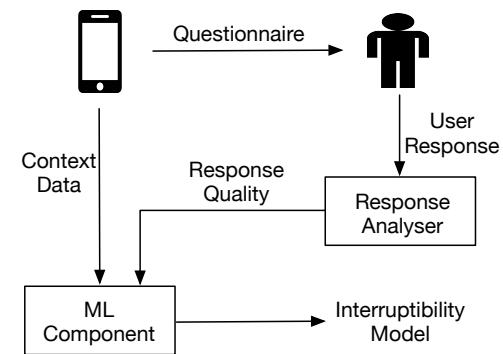 Questionnaire
User
Response
Context
Data
Response
Quality
Response
Analyser
ML
Component
Interruptibility
Model